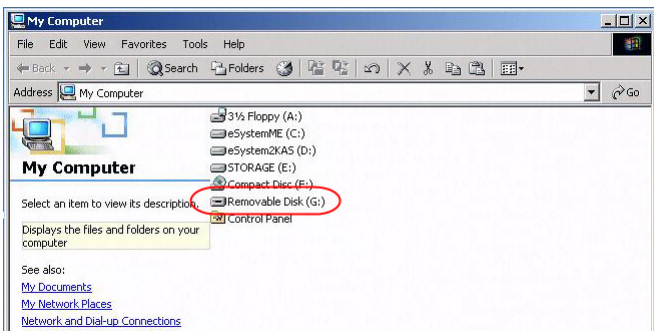 My Computer
File Edit View Favorites Tools Help
Back Search Folders
Address My Computer Go
3½ Floppy (A:)
eSystemME (C:)
eSystem2KAS (D:)
STORAGE (E:)
Compact Disc (F:)
Removable Disk (G:)
Control Panel
My Computer
Select an item to view its description.
Displays the files and folders on your
computer
See also:
My Documents
My Network Places
Network and Dial-up Connections